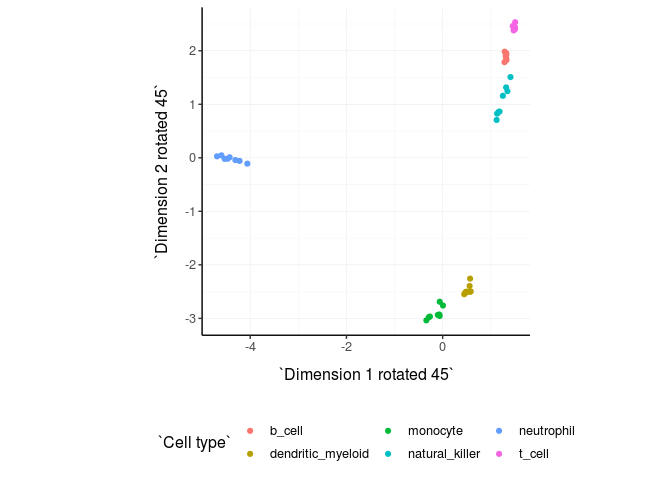 2
1
0
-1
-2
-3
`Dimension 2 rotated 45`
-4
-2
0
`Dimension 1 rotated 45`
`Cell type`
b_cell
monocyte
neutrophil
dendritic_myeloid
natural_killer
t_cell